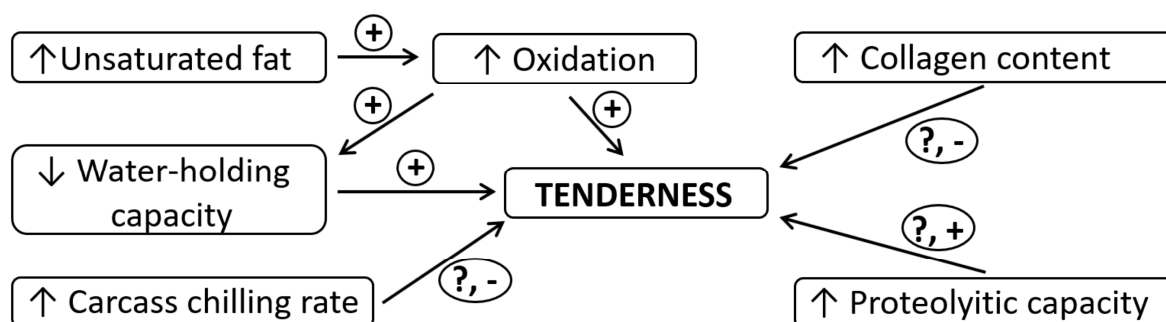 ↑Unsaturated fat
+
↑ Oxidation
↑ Collagen content
+
+
?, -
↓ Water-holding
capacity
+
TENDERNESS
?, +
?, -
↑ Carcass chilling rate
↑ Proteolyitic capacity